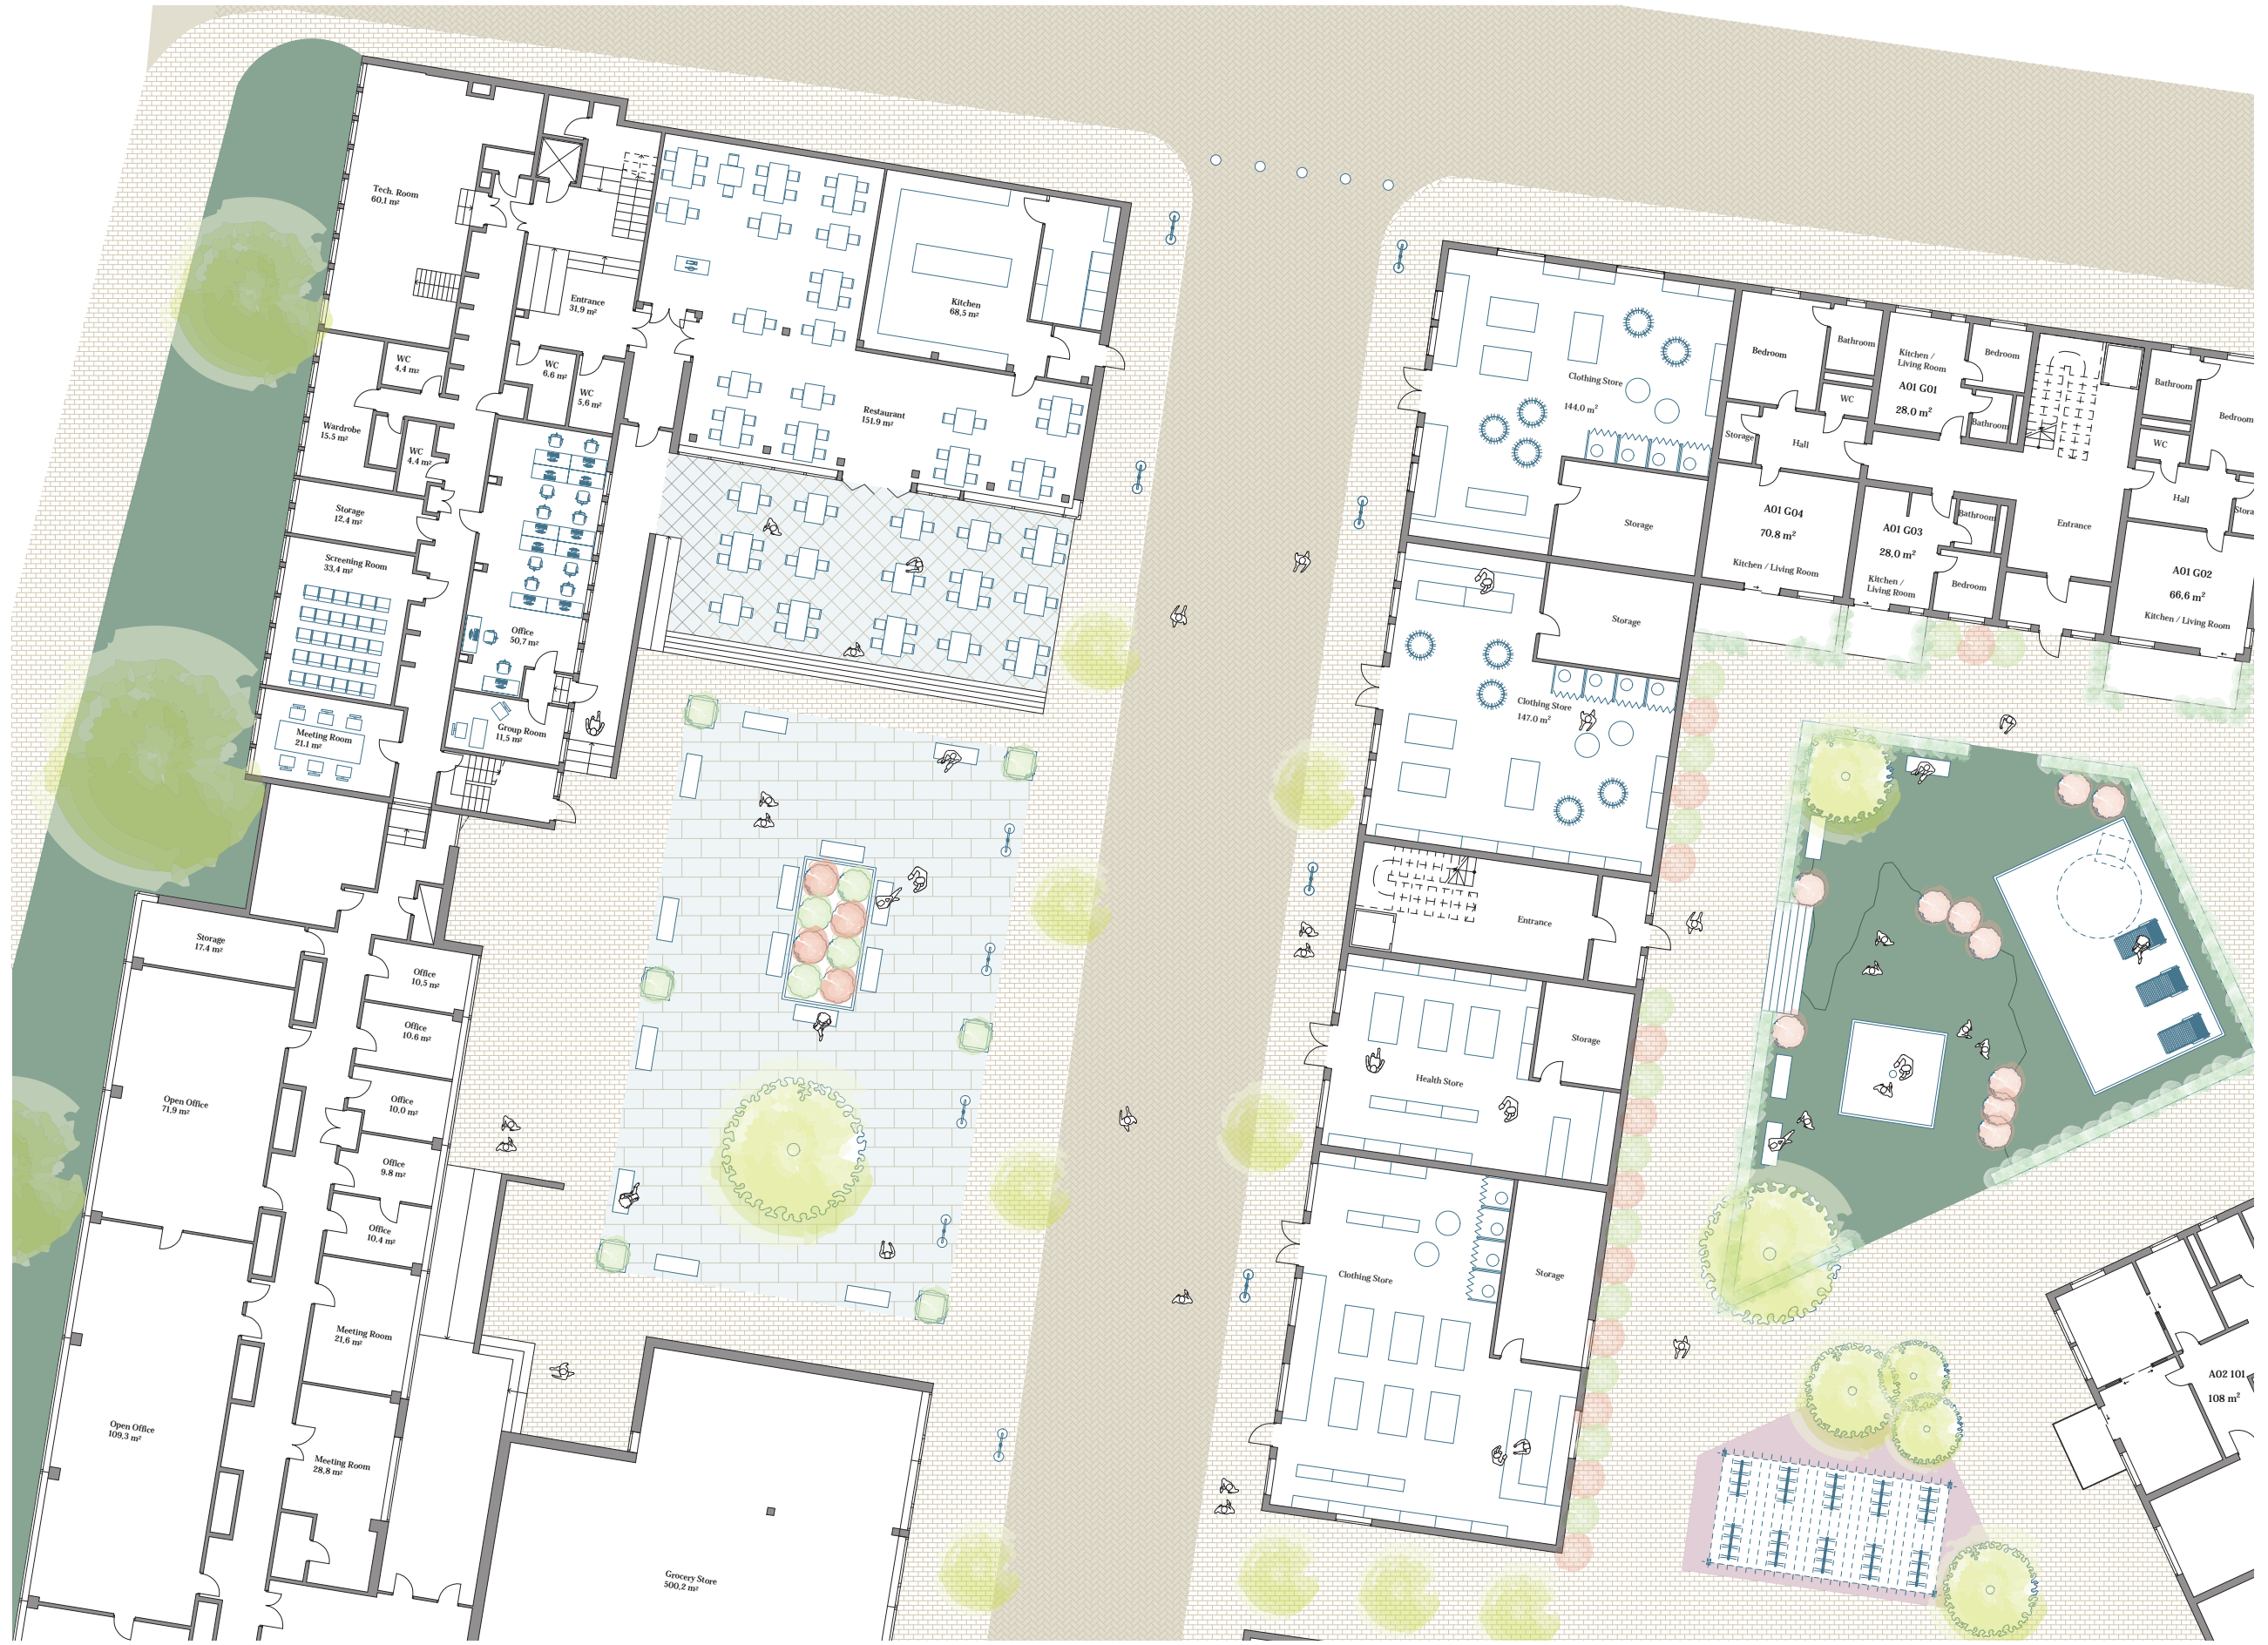 Tech. Room
60,1 m²
Entrance
31,9 m²
Kitchen
68,5 m²
WC
4,4 m²
WC
6.6 m²
WC
5,6 m²
Restaurant
151.9 m²
Wardrobe
15.5 m²
WC
4,4 m²
Storage
12.4 m²
Screening Room
33,4 m²
Office
50,7 m²
Meeting Room
21.1 m²
Group Room
11,5 m²
Storage
17.4 m²
Office
10,5 m²
Office
10.6 m²
Office
10.0 m²
Office
9.8 m²
Office
10.4 m²
Open Office
71,9 m²
Meeting Room
21,6 m²
Open Office
109,3 m²
Meeting Room
28,8 m²
Grocery Store
500,2 m²
Clothing Store
144.0 m²
Storage
Storage
Clothing Store
147.0 m²
Entrance
Storage
Health Store
Clothing Store
Storage
Bedroom
Bathroom
WC
Storage
Hall
Kitchen /
Living Room
A01 G01
28.0 m²
Bedroom
Bathroom
A01 G04
70.8 m²
Kitchen / Living Room
A01 G03
28.0 m²
Kitchen /
Living Room
Bathroom
Bedroom
Entrance
Bathroom
Bedroom
WC
Hall
Stora
A01 G02
66.6 m²
Kitchen / Living Room
A02 101
108 m²